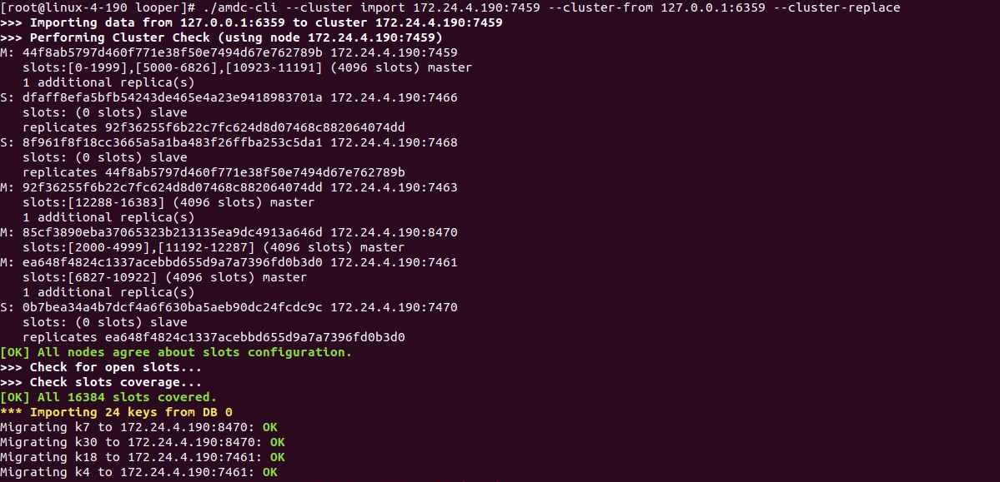 [root@linux-4-190 looper]# ./amdc-cli --cluster import 172.24.4.190:7459 --cluster-from 127.0.0.1:6359 --cluster-replace
>>> Importing data from 127.0.0.1:6359 to cluster 172.24.4.190:7459
>>> Performing Cluster Check (using node 172.24.4.190:7459)
M: 44f8ab5797d460f771e38f50e7494d67e762789b 172.24.4.190:7459
   slots:[0-1999],[5000-6826],[10923-11191] (4096 slots) master
   1 additional replica(s)
S: dfaff8efa5bfb54243de465e4a23e9418983701a 172.24.4.190:7466
   slots: (0 slots) slave
   replicates 92f36255f6b22c7fc624d8d07468c882064074dd
S: 8f961f8f18cc3665a5a1ba483f26ffba253c5da1 172.24.4.190:7468
   slots: (0 slots) slave
   replicates 44f8ab5797d460f771e38f50e7494d67e762789b
M: 92f36255f6b22c7fc624d8d07468c882064074dd 172.24.4.190:7463
   slots:[12288-16383] (4096 slots) master
   1 additional replica(s)
M: 85cf3890eba37065323b213135ea9dc4913a646d 172.24.4.190:8470
   slots:[2000-4999],[11192-12287] (4096 slots) master
M: ea648f4824c1337acebbd655d9a7a7396fd0b3d0 172.24.4.190:7461
   slots:[6827-10922] (4096 slots) master
   1 additional replica(s)
S: 0b7bea34a4b7dcf4a6f630ba5aeb90dc24fcdc9c 172.24.4.190:7470
   slots: (0 slots) slave
   replicates ea648f4824c1337acebbd655d9a7a7396fd0b3d0
[OK] All nodes agree about slots configuration.
>>> Check for open slots...
>>> Check slots coverage...
[OK] All 16384 slots covered.
*** Importing 24 keys from DB 0
Migrating k7 to 172.24.4.190:8470: OK
Migrating k30 to 172.24.4.190:8470: OK
Migrating k18 to 172.24.4.190:7461: OK
Migrating k4 to 172.24.4.190:7461: OK